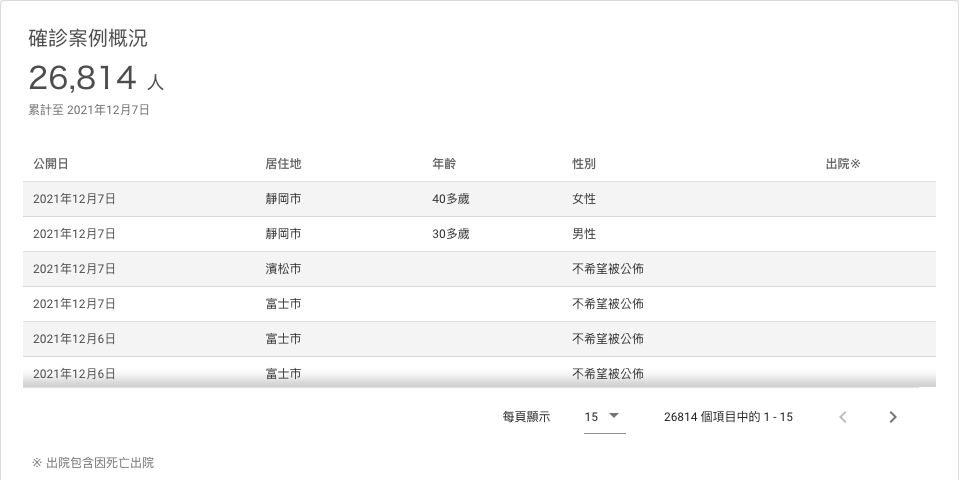 確診案例概況
26,814 人
累計至 2021年12月7日
公開日 居住地 年齡 性別 出院※
2021年12月7日 靜岡市 40多歲 女性
2021年12月7日 靜岡市 30多歲 男性
2021年12月7日 濱松市 不希望被公佈
2021年12月7日 富士市 不希望被公佈
2021年12月6日 富士市 不希望被公佈
2021年12月6日 富士市 不希望被公佈
每頁顯示 15 26814 個項目中的 1 - 15
※ 出院包含因死亡出院